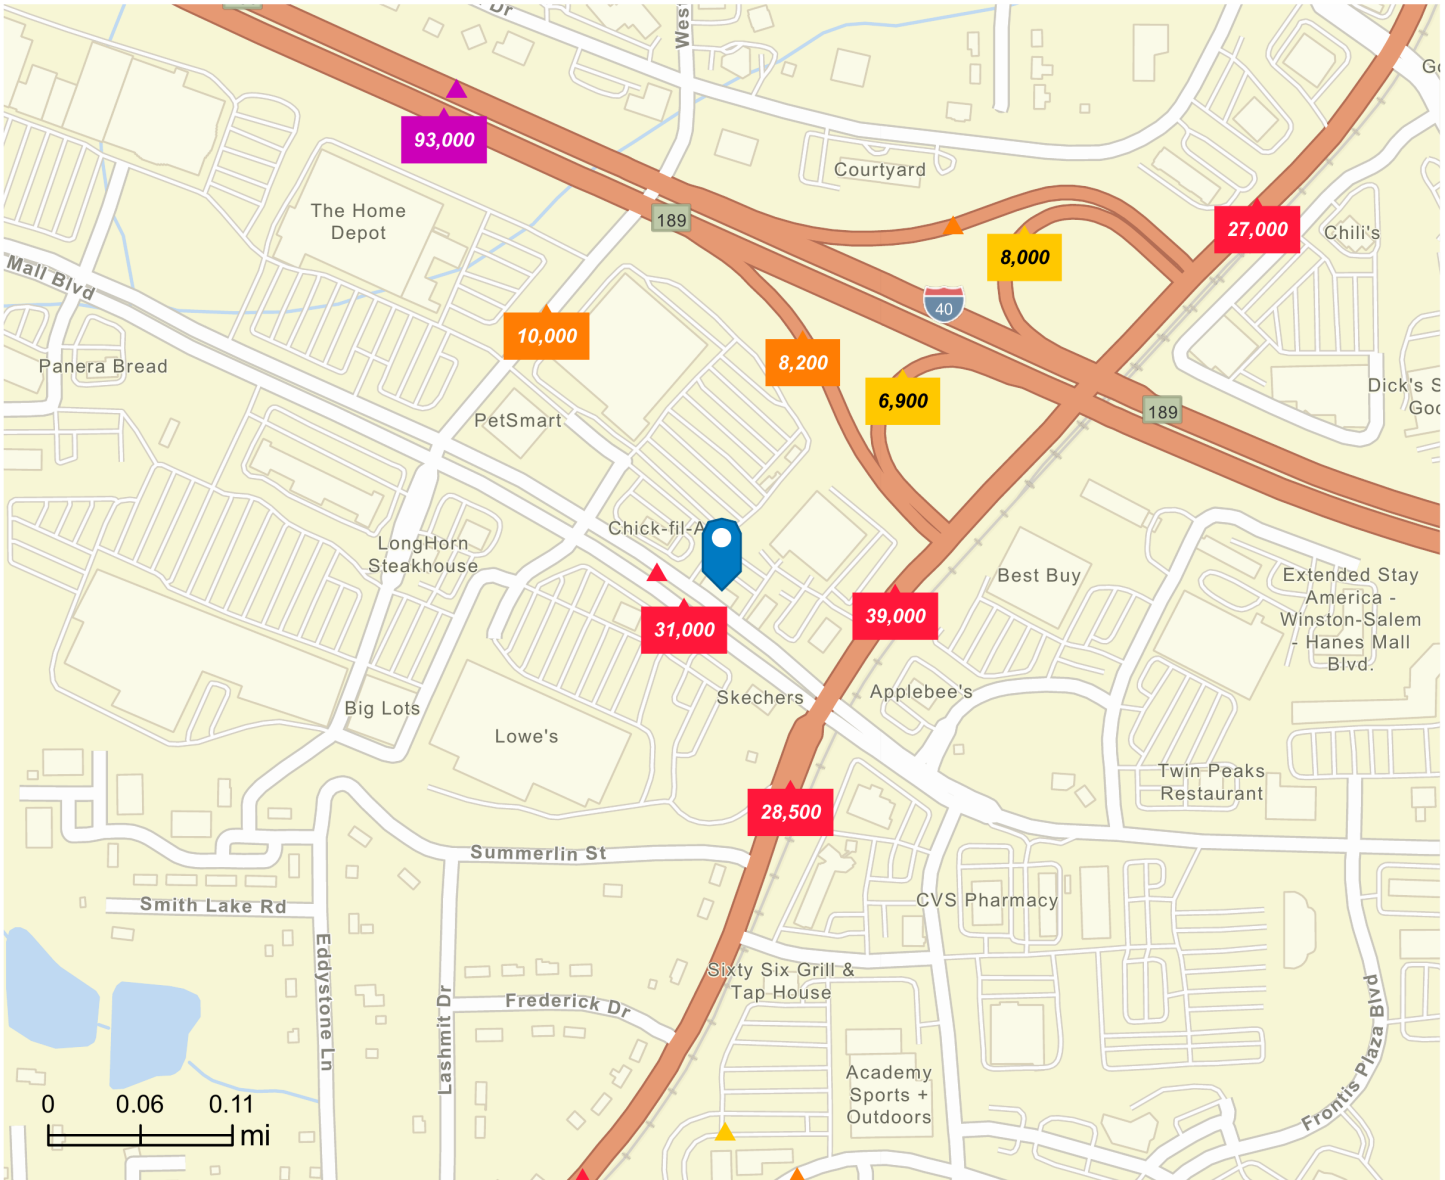 Dr
West
Go
93,000
Courtyard
The Home
Depot
189
27,000
Chili's
8,000
Mall Blvd
40
10,000
8,200
Panera Bread
6,900
Dick's S
Goo
189
PetSmart
Chick-fil-A
LongHorn
Steakhouse
Best Buy
Extended Stay
America -
Winston-Salem
- Hanes Mall
Blvd.
31,000
39,000
Skechers
Applebee's
Big Lots
Lowe's
Twin Peaks
Restaurant
28,500
Summerlin St
Smith Lake Rd
CVS Pharmacy
Eddystone Ln
Sixty Six Grill &
Tap House
Lashmit Dr
Frederick Dr
Frontis Plaza Blvd
Academy
Sports +
Outdoors
0 0.06 0.11
mi